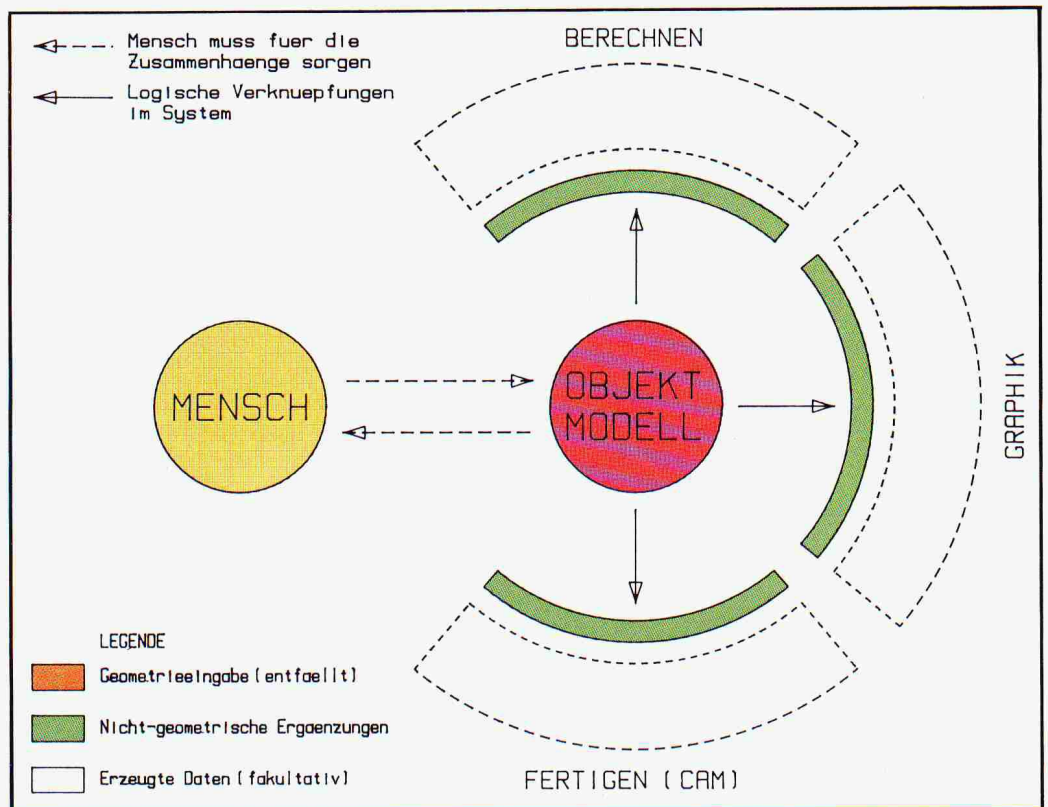 Mensch muss fuer die
Zusammenhaenge sorgen
Logische Verknuepfungen
im System
BERECHNEN
GRAPHIK
MENSCH
OBJEKT
MODELL
LEGENDE
Geometrieeingabe (entfaellt)
Nicht-geometrische Ergaenzungen
Erzeugte Daten (fakultativ)
FERTIGEN (CAM)